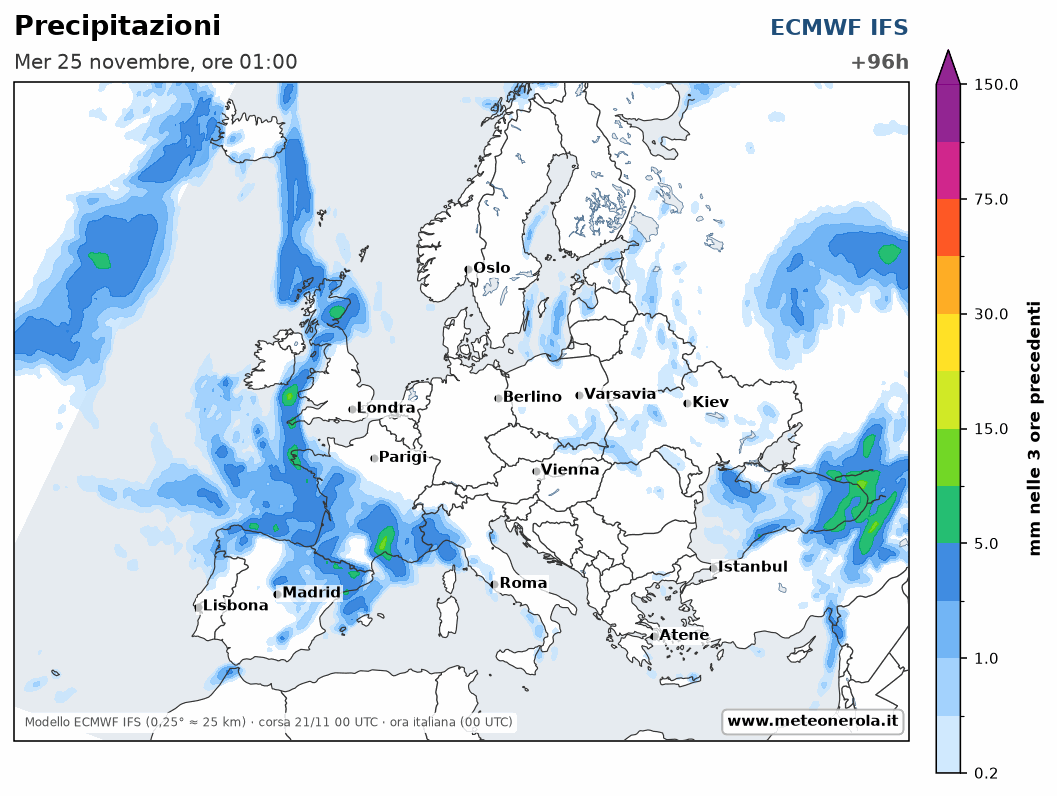 Precipitazioni
ECMWF IFS
Mer 25 novembre, ore 01:00
+96h
150.0
75.0
30.0
15.0
5.0
1.0
0.2
mm nelle 3 ore precedenti
Oslo
Londra
Berlino
Varsavia
Kiev
Parigi
Vienna
Istanbul
Roma
Madrid
Lisbona
Atene
Modello ECMWF IFS (0,25° ≈ 25 km) · corsa 21/11 00 UTC · ora italiana (00 UTC)
www.meteonerola.it